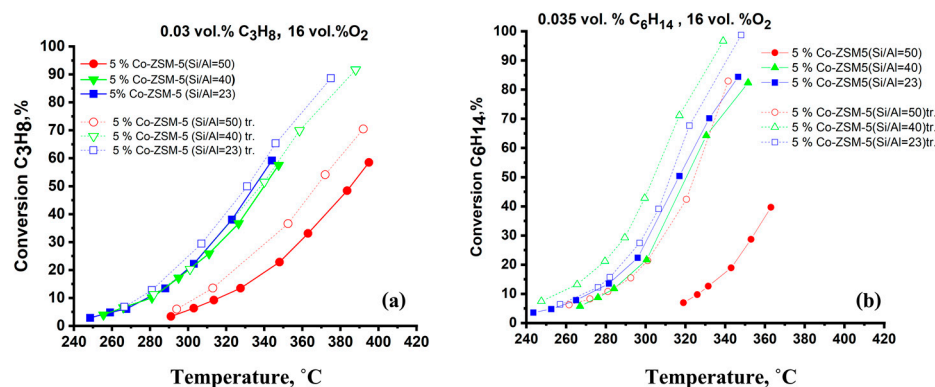 0.03 vol.% C3H8, 16 vol.%O2
(a)
100
90
80
70
60
50
40
30
20
10
0
Conversion C3H8,%
5 % Co-ZSM-5(Si/Al=50)
5 % Co-ZSM-5(Si/Al=40)
5% Co-ZSM-5 (Si/Al=23)
5 % Co-ZSM-5 (Si/Al=50) tr.
5 % Co-ZSM-5 (Si/Al=40) tr.
5 % Co-ZSM-5 (Si/Al=23) tr.
240 260 280 300 320 340 360 380 400 420
Temperature, ˚C
0.035 vol. % C6H14 , 16 vol.%O2
(b)
100
90
80
70
60
50
40
30
20
10
0
Conversion C6H14,%
5 % Co-ZSM5(Si/Al=50)
5 % Co-ZSM5(Si/Al=40)
5 % Co-ZSM5(Si/Al=23)
5 % Co-ZSM5(Si/Al=50)tr.
5 % Co-ZSM5(Si/Al=40)tr.
5 % Co-ZSM-5(Si/Al=23)tr.
240 260 280 300 320 340 360 380 400
Temperature, ˚C